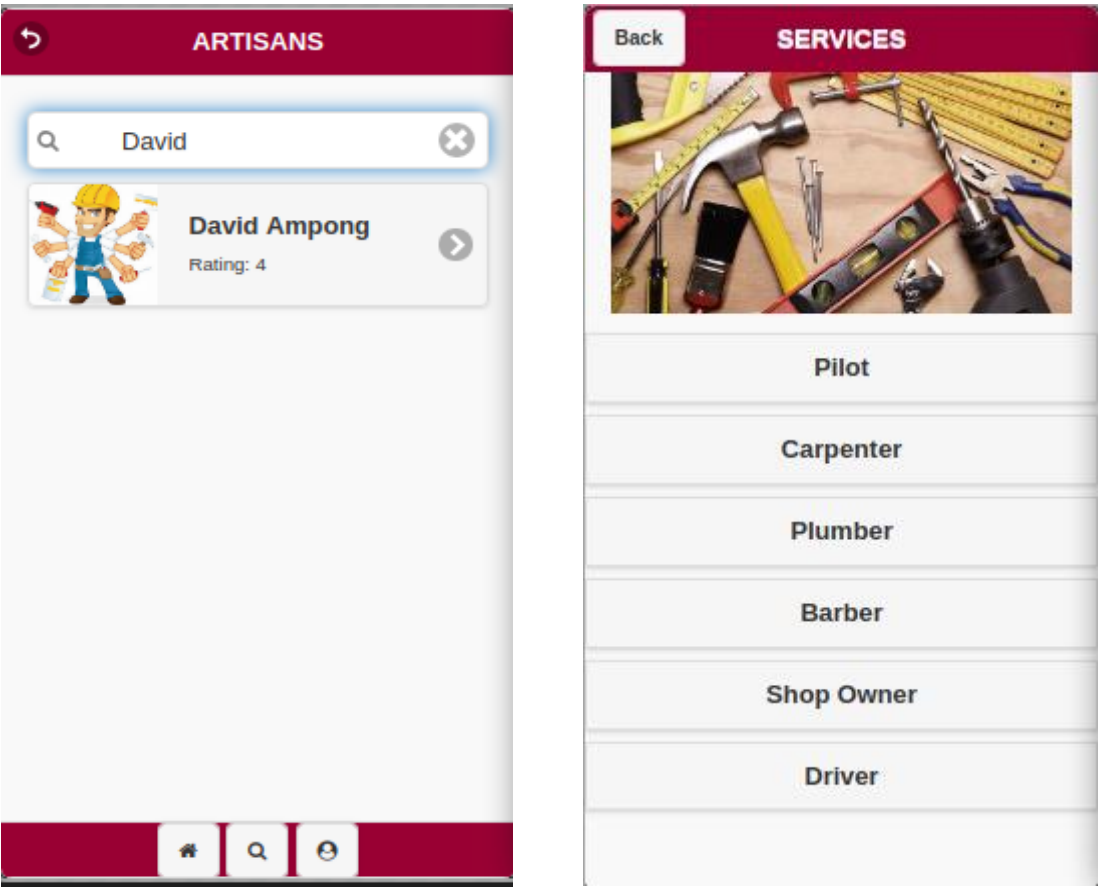 ARTISANS
David
David Ampong
Rating: 4
Back
SERVICES
Pilot
Carpenter
Plumber
Barber
Shop Owner
Driver